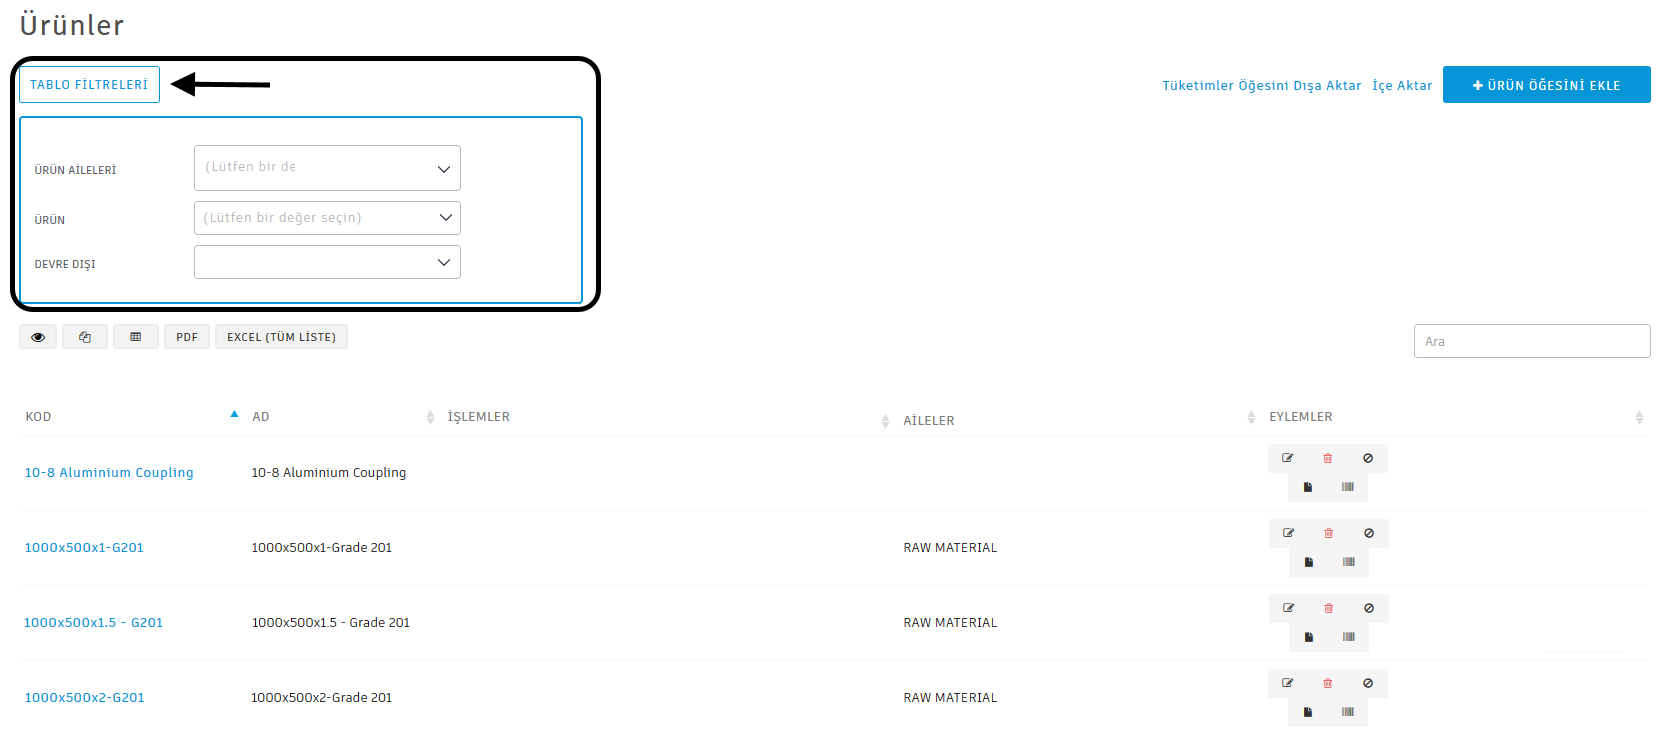 Ürünler
TABLO FİLTRELERİ
Tüketimler Öğesini Dışa Aktar İçe Aktar ÜRÜN ÖĞESİNİ EKLE
ÜRÜN AİLELERİ (Lütfen bir de
ÜRÜN (Lütfen bir değer seçin)
DEVRE DIŞI
PDF EXCEL (TÜM LİSTE) Ara
KOD AD İŞLEMLER AİLELER EYLEMLER
10-8 Aluminium Coupling 10-8 Aluminium Coupling
1000x500x1-G201 1000x500x1-Grade 201 RAW MATERIAL
1000x500x1.5 - G201 1000x500x1.5 - Grade 201 RAW MATERIAL
1000x500x2-G201 1000x500x2-Grade 201 RAW MATERIAL